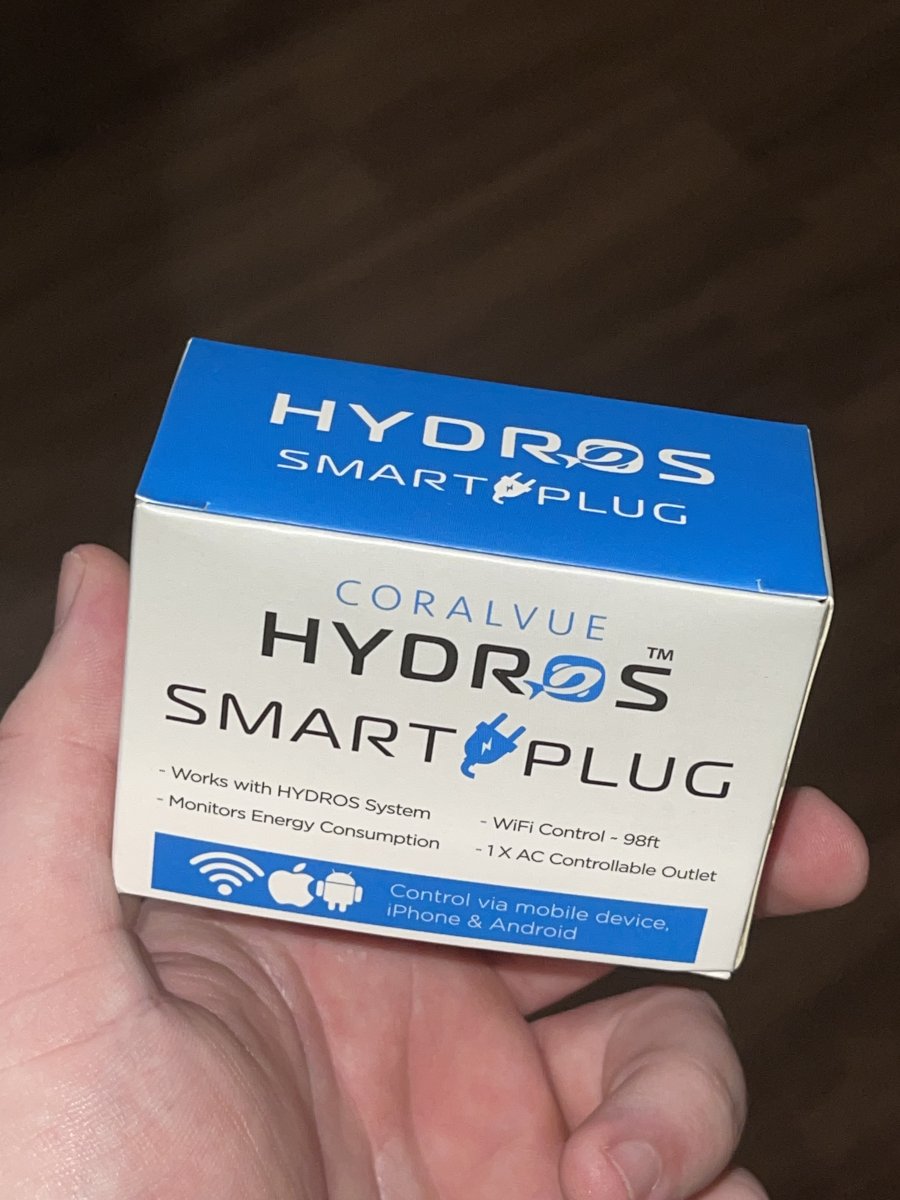 HYDROS
SMART PLUG
CORALVUE
HYDROS™
SMART PLUG
- Works with HYDROS System
- Monitors Energy Consumption
- WiFi Control ~ 98ft
- 1 X AC Controllable Outlet
Control via mobile device,
iPhone & Android